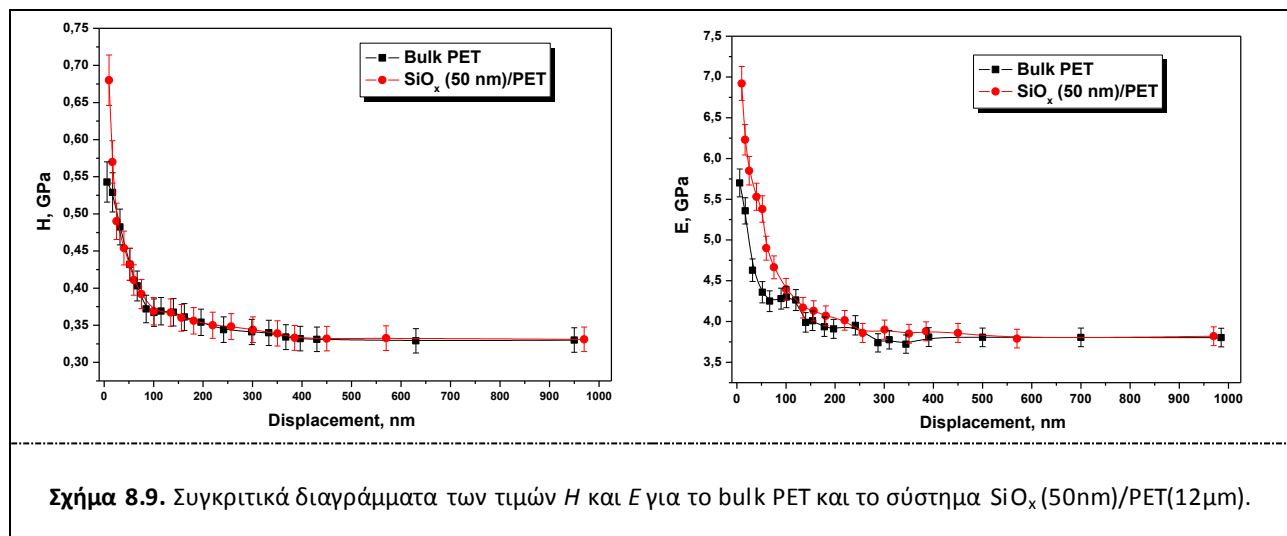 0,75
0,70
0,65
0,60
0,55
0,50
0,45
0,40
0,35
0,30
H, GPa
Bulk PET
SiOx (50 nm)/PET
0 100 200 300 400 500 600 700 800 900 1000
Displacement, nm
7,5
7,0
6,5
6,0
5,5
5,0
4,5
4,0
3,5
E, GPa
Bulk PET
SiOx (50 nm)/PET
0 100 200 300 400 500 600 700 800 900 1000
Displacement, nm
Σχήμα 8.9. Συγκριτικά διαγράμματα των τιμών H και E για το bulk PET και το σύστημα SiOx (50nm)/PET(12μm).